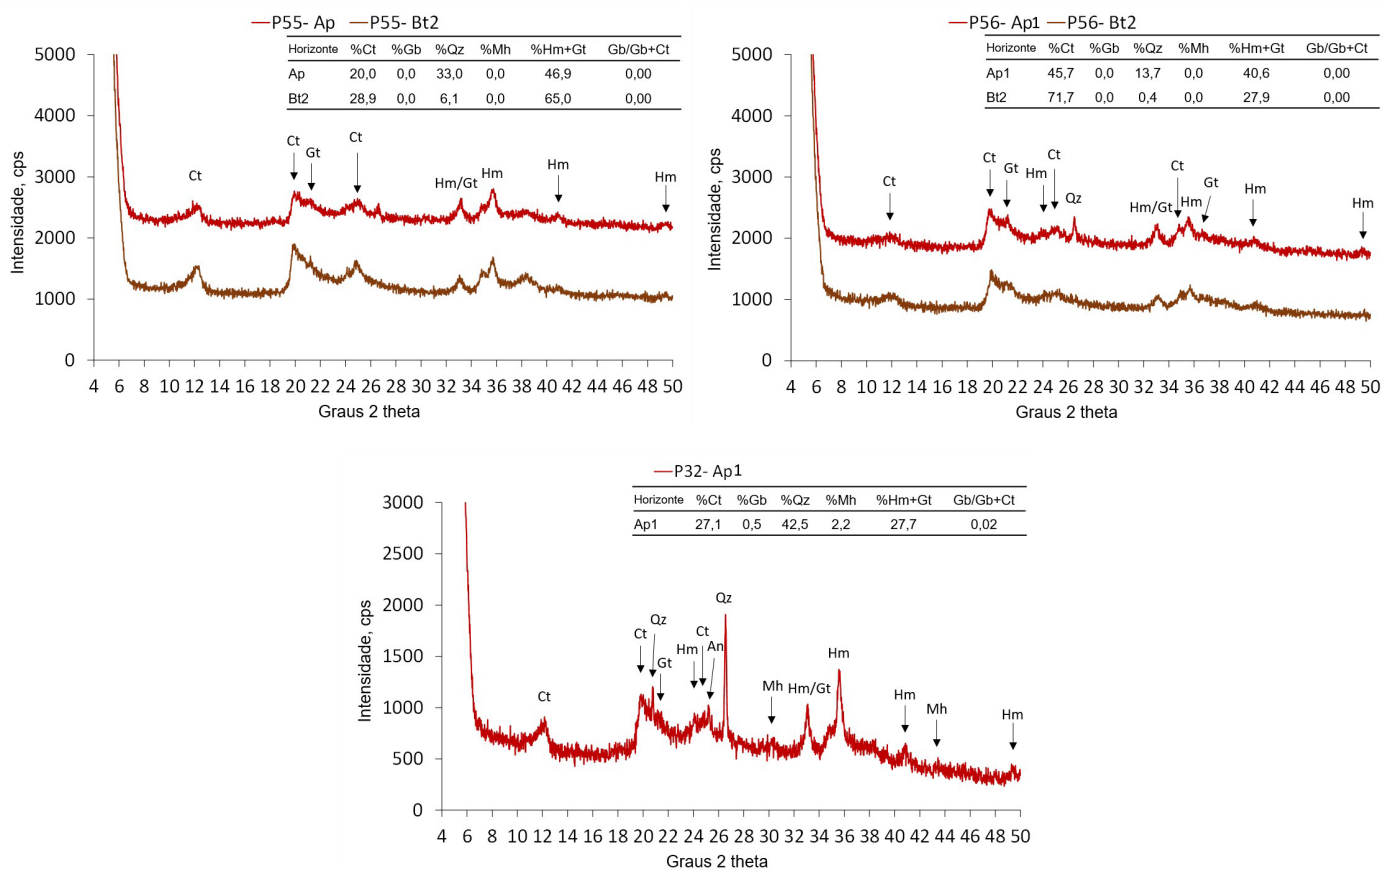 P55- Ap P55- Bt2
Horizonte %Ct %Gb %Qz %Mh %Hm+Gt Gb/Gb+Ct
Ap 20,0 0,0 33,0 0,0 46,9 0,00
Bt2 28,9 0,0 6,1 0,0 65,0 0,00
5000
4000
3000
2000
1000
0
Intensidade, cps
Ct
Ct
Gt
Ct
Hm/Gt
Hm
Hm
Hm
4 6 8 10 12 14 16 18 20 22 24 26 28 30 32 34 36 38 40 42 44 46 48 50
Graus 2 theta
P56- Ap1 P56- Bt2
Horizonte %Ct %Gb %Qz %Mh %Hm+Gt Gb/Gb+Ct
Ap1 45,7 0,0 13,7 0,0 40,6 0,00
Bt2 71,7 0,0 0,4 0,0 27,9 0,00
5000
4000
3000
2000
1000
0
Intensidade, cps
Ct
Ct
Gt
Hm
Ct
Qz
Hm/Gt
Ct
Hm
Gt
Hm
Hm
4 6 8 10 12 14 16 18 20 22 24 26 28 30 32 34 36 38 40 42 44 46 48 50
Graus 2 theta
P32- Ap1
Horizonte %Ct %Gb %Qz %Mh %Hm+Gt Gb/Gb+Ct
Ap1 27,1 0,5 42,5 2,2 27,7 0,02
3000
2500
2000
1500
1000
500
0
Intensidade, cps
Ct
Ct
Qz
Gt
Hm
Ct
An
Qz
Mh
Hm/Gt
Hm
Hm
Mh
Hm
4 6 8 10 12 14 16 18 20 22 24 26 28 30 32 34 36 38 40 42 44 46 48 50
Graus 2 theta